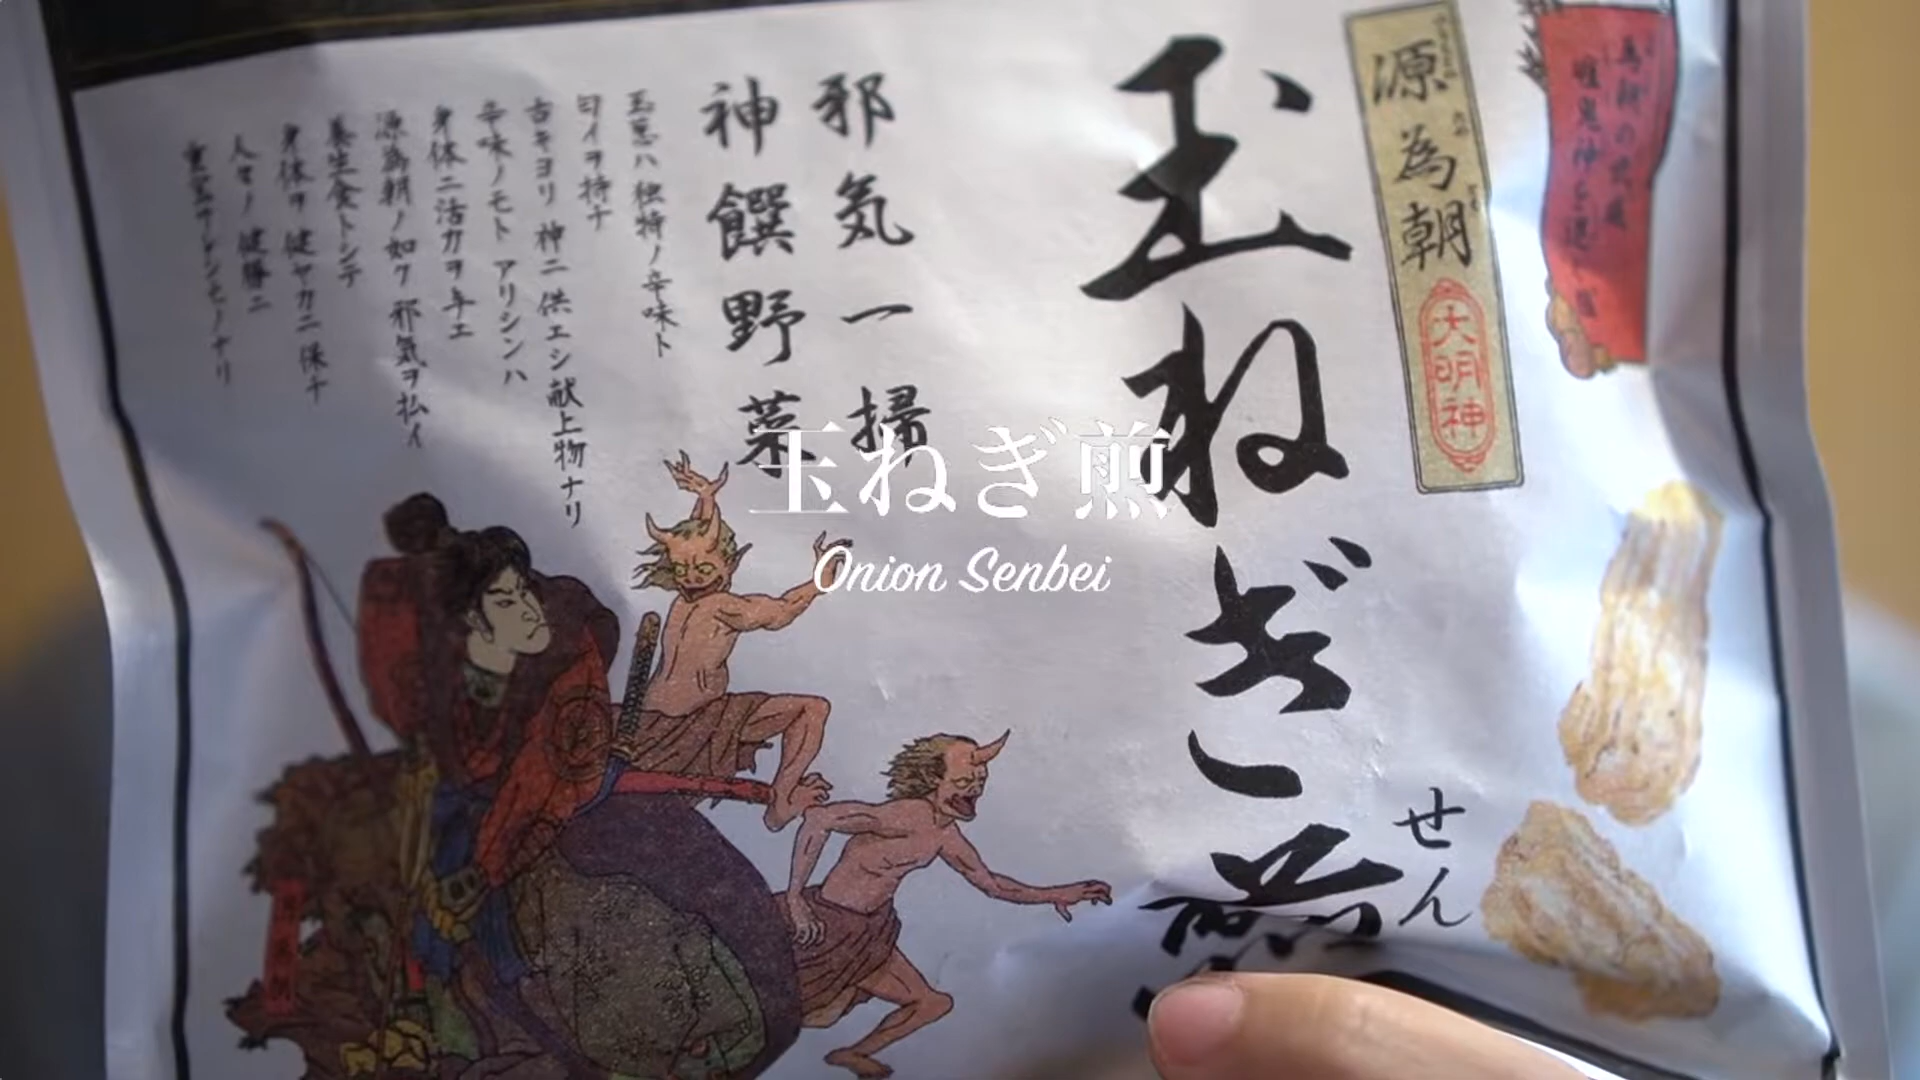 源為朝
大明神
玉ねぎ煎
せん
邪気一掃
神饌野菜
玉葱ハ独特ノ辛味ト
匂イヲ持チ
古キヨリ 神ニ供エシ献上物ナリ
辛味ノモト アリシンハ
身体ニ活力ヲ与エ
源為朝ノ如ク 邪気ヲ払イ
養生食トシテ
身体ヲ 健ヤカニ保チ
人々ノ 健勝ニ
玉ねぎ煎
Onion Senbei